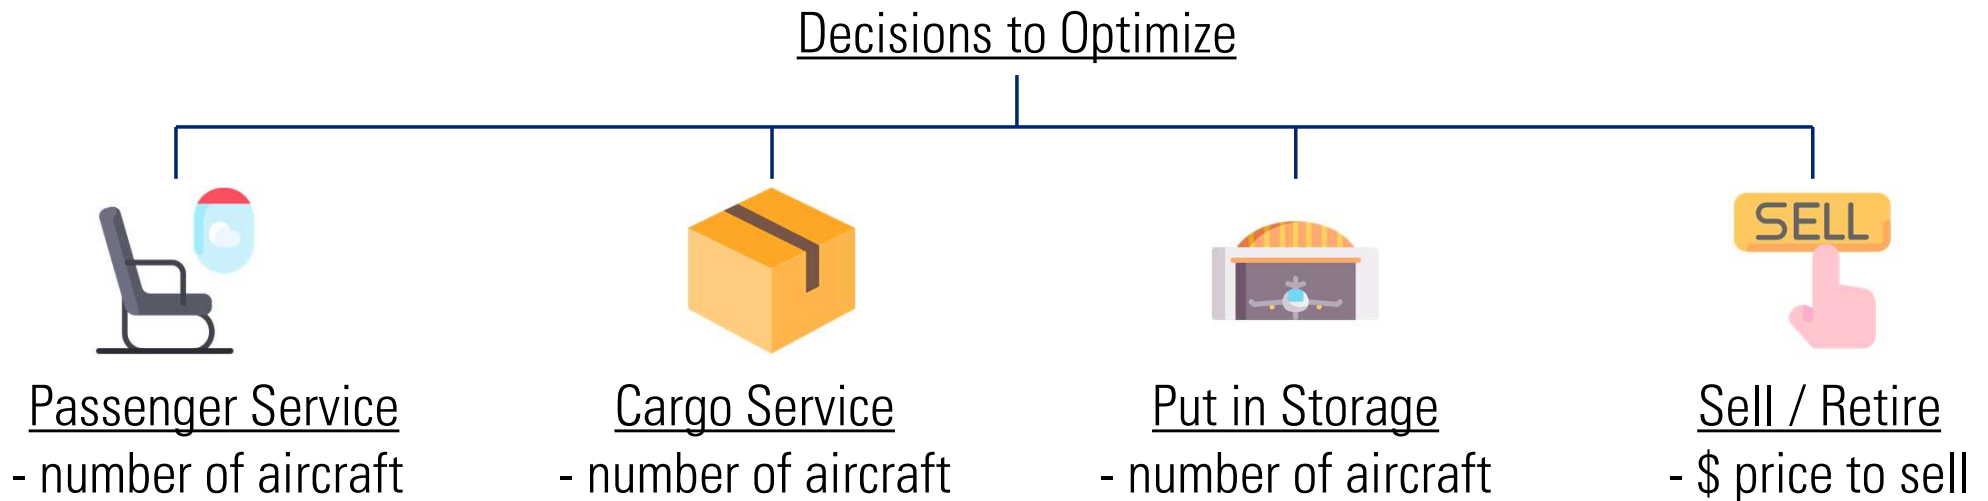 Decisions to Optimize
SELL
Passenger Service
- number of aircraft
Cargo Service
- number of aircraft
Put in Storage
- number of aircraft
Sell / Retire
- $ price to sell